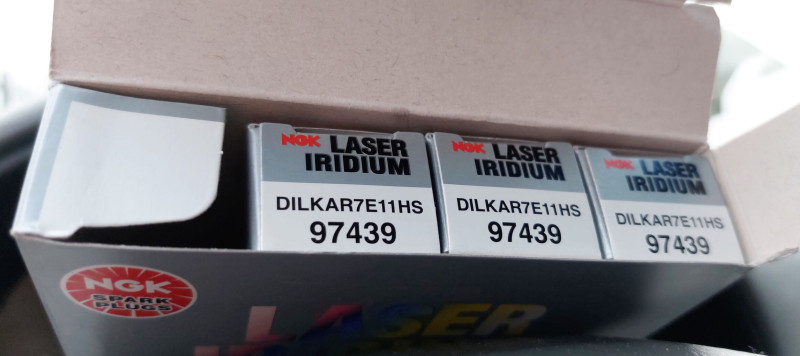 NGK LASER
IRIDIUM
DILKAR7E11HS
97439
NGK LASER
IRIDIUM
DILKAR7E11HS
97439
NGK LASER
IRIDIUM
DILKAR7E11HS
97439
NGK
SPARK
PLUGS
LASER